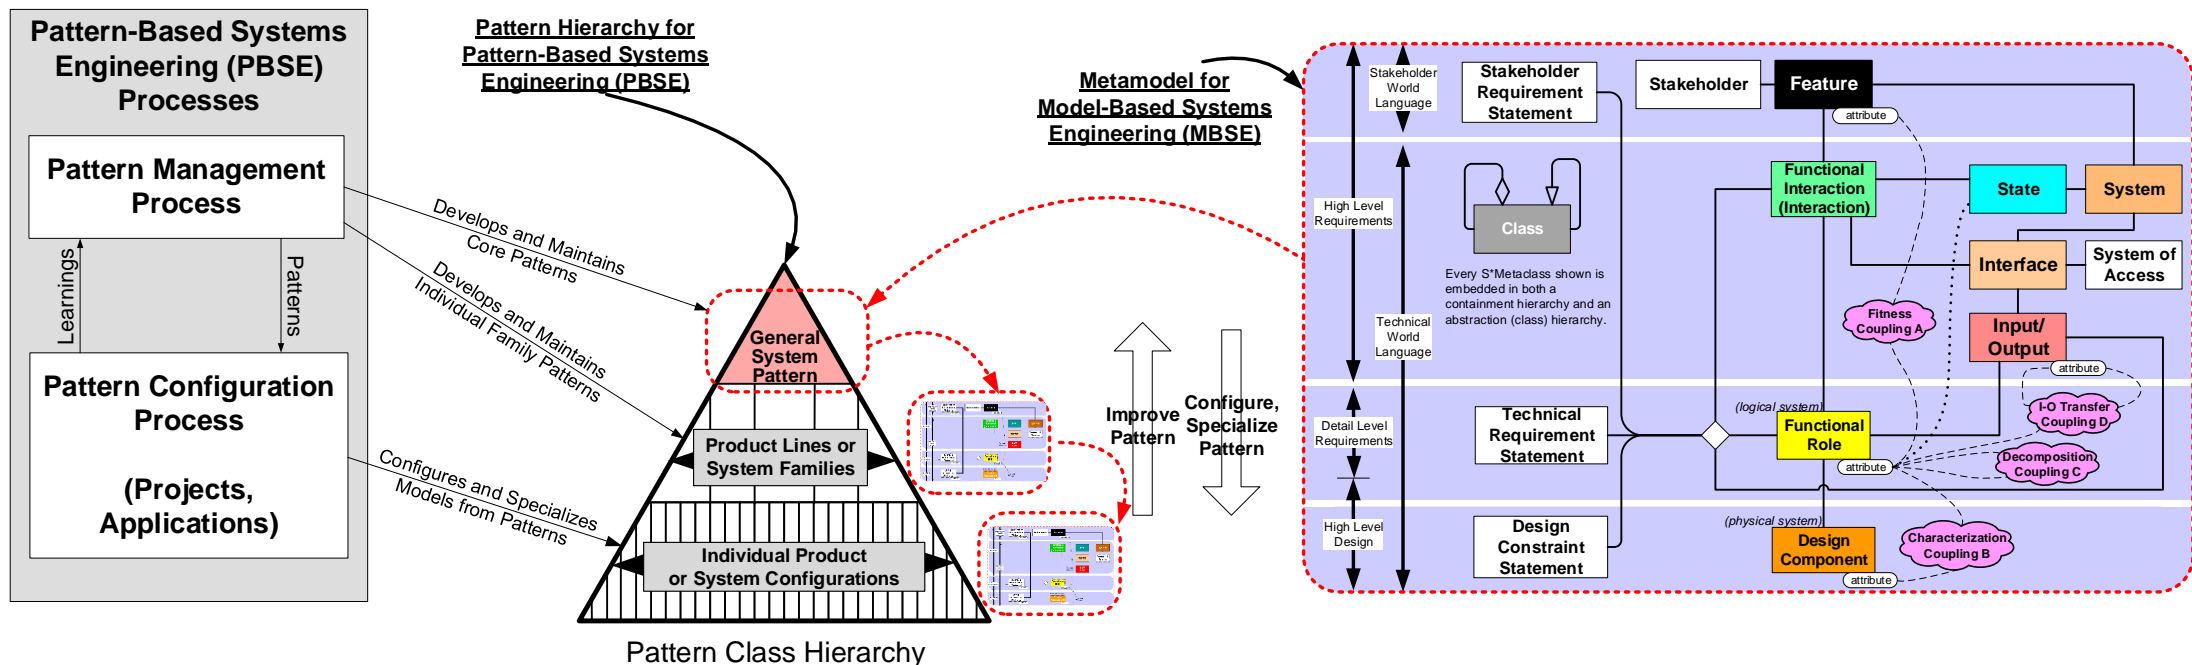 Pattern-Based Systems
Engineering (PBSE)
Processes
Pattern Management
Process
Learnings
Patterns
Pattern Configuration
Process
(Projects,
Applications)
Develops and Maintains
Core Patterns
Develops and Maintains
Individual Family Patterns
Configures and Specializes
Models from Patterns
Pattern Hierarchy for
Pattern-Based Systems
Engineering (PBSE)
General
System
Pattern
Product Lines or
System Families
Individual Product
or System Configurations
Pattern Class Hierarchy
Improve
Pattern
Configure,
Specialize
Pattern
Metamodel for
Model-Based Systems
Engineering (MBSE)
Stakeholder
World
Language
High Level
Requirements
Technical
World
Language
Detail Level
Requirements
High Level
Design
Stakeholder
Requirement
Statement
Stakeholder
Feature
attribute
Class
Every S*Metaclass shown is
embedded in both a
containment hierarchy and an
abstraction (class) hierarchy.
Functional
Interaction
(Interaction)
State
System
Interface
System of
Access
Fitness
Coupling A
Input/
Output
attribute
I-O Transfer
Coupling D
Technical
Requirement
Statement
(logical system)
Functional
Role
attribute
Decomposition
Coupling C
Design
Constraint
Statement
(physical system)
Design
Component
attribute
Characterization
Coupling B